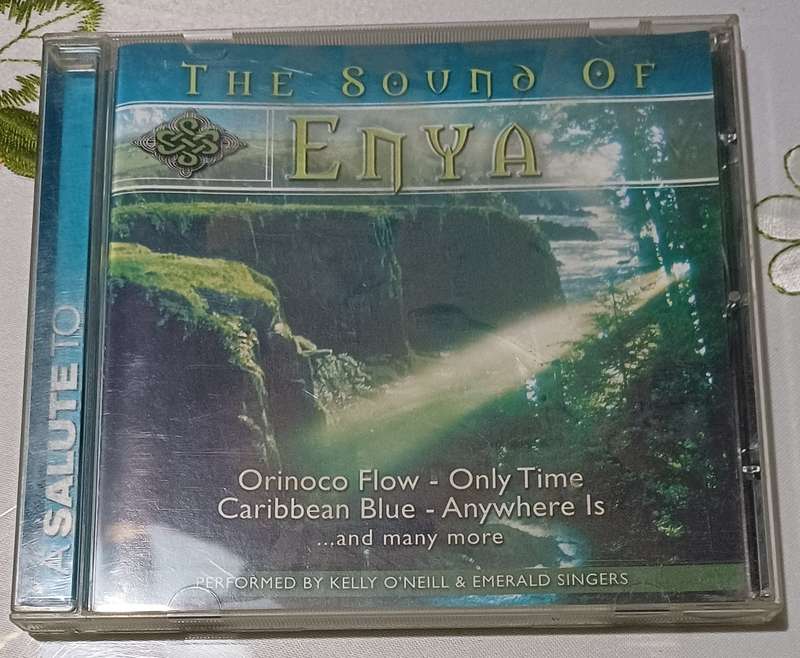 A SALUTE TO
THE SOUND OF
ENYA
Orinoco Flow - Only Time
Caribbean Blue - Anywhere Is
...and many more
PERFORMED BY KELLY O'NEILL & EMERALD SINGERS